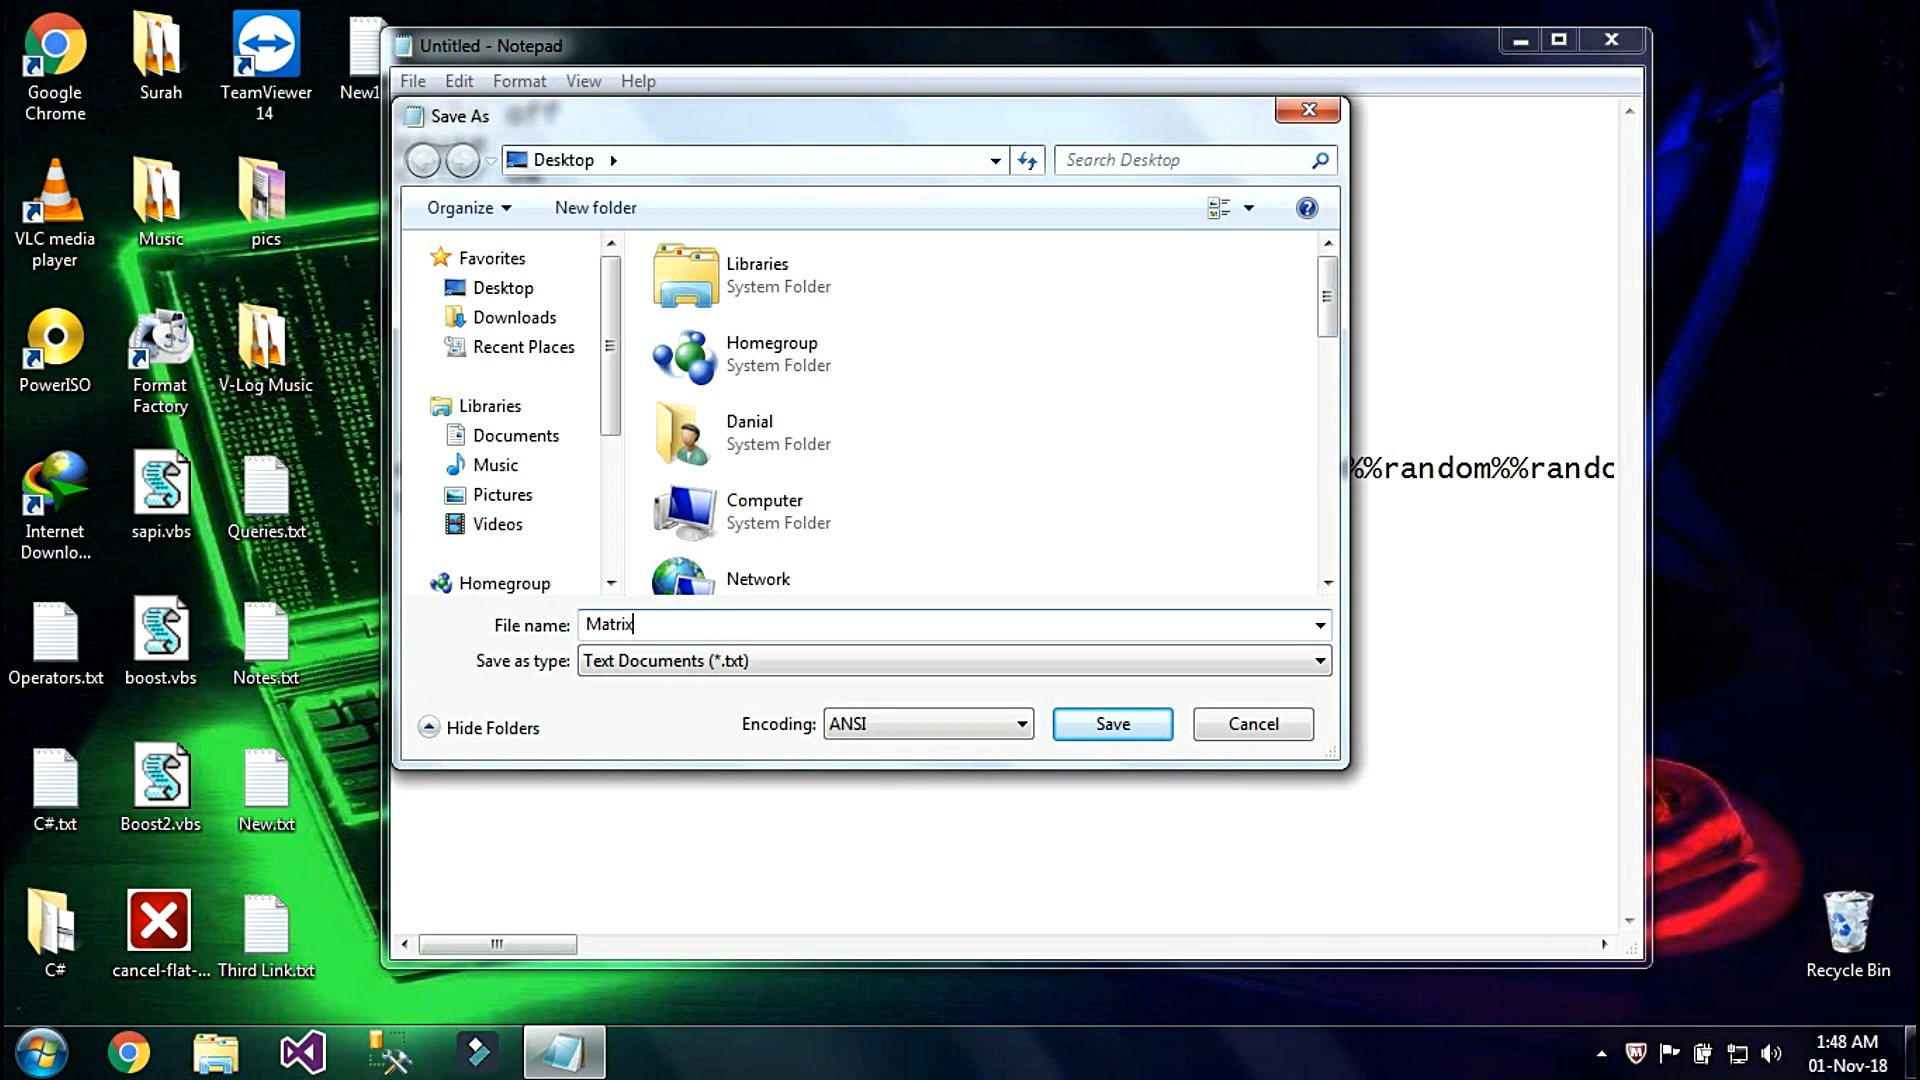 Google
Chrome
Surah
TeamViewer
14
New1
VLC media
player
Music
pics
PowerISO
Format
Factory
V-Log Music
Internet
Downlo...
sapi.vbs
Queries.txt
Operators.txt
boost.vbs
Notes.txt
C#.txt
Boost2.vbs
New.txt
C#
cancel-flat-...
Third Link.txt
Untitled - Notepad
File Edit Format View Help
Save As
off
Desktop
Search Desktop
Organize
New folder
Favorites
Desktop
Downloads
Recent Places
Libraries
Documents
Music
Pictures
Videos
Homegroup
Libraries
System Folder
Homegroup
System Folder
Danial
System Folder
Computer
System Folder
Network
%%random%%rando
File name: Matrix
Save as type: Text Documents (*.txt)
Hide Folders
Encoding: ANSI
Save
Cancel
Recycle Bin
1:48 AM
01-Nov-18